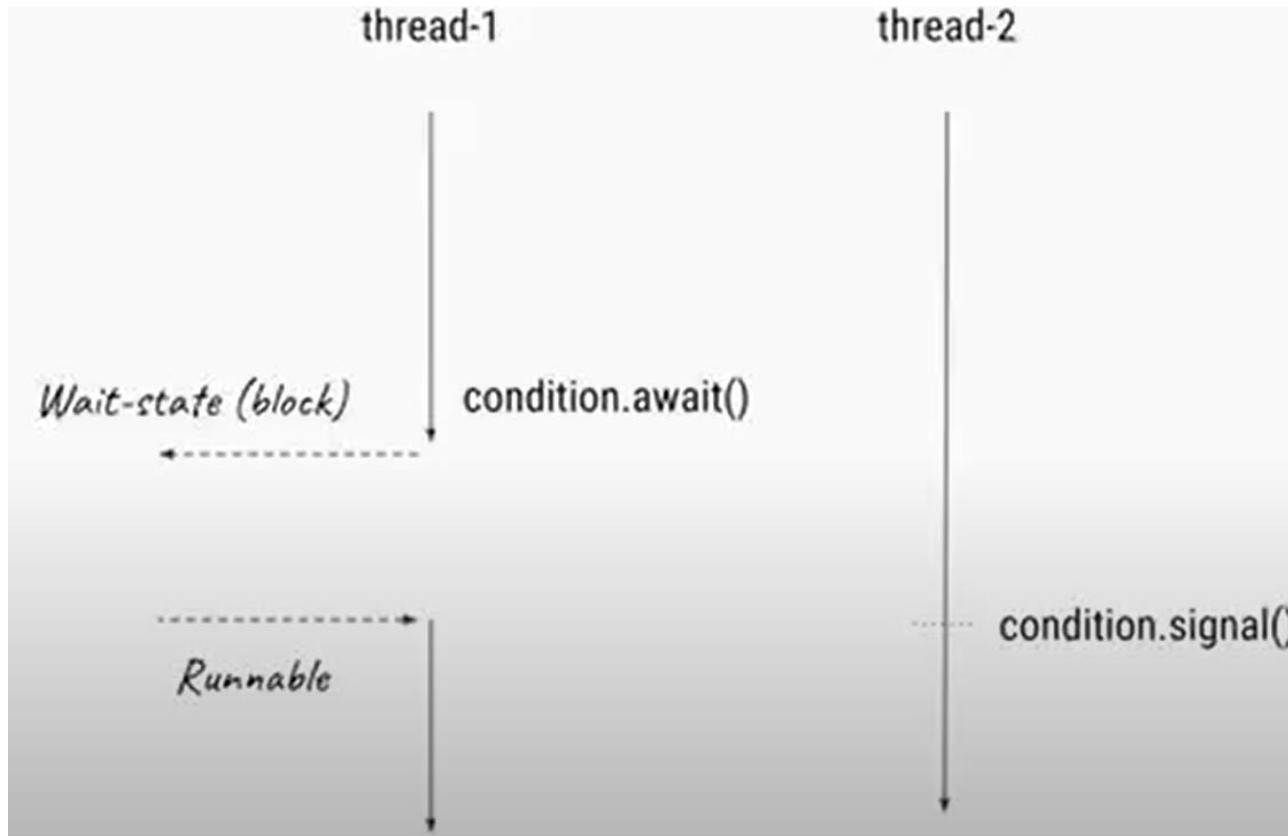 thread-1
thread-2
Wait-state (block)
condition.await()
Runnable
condition.signal(